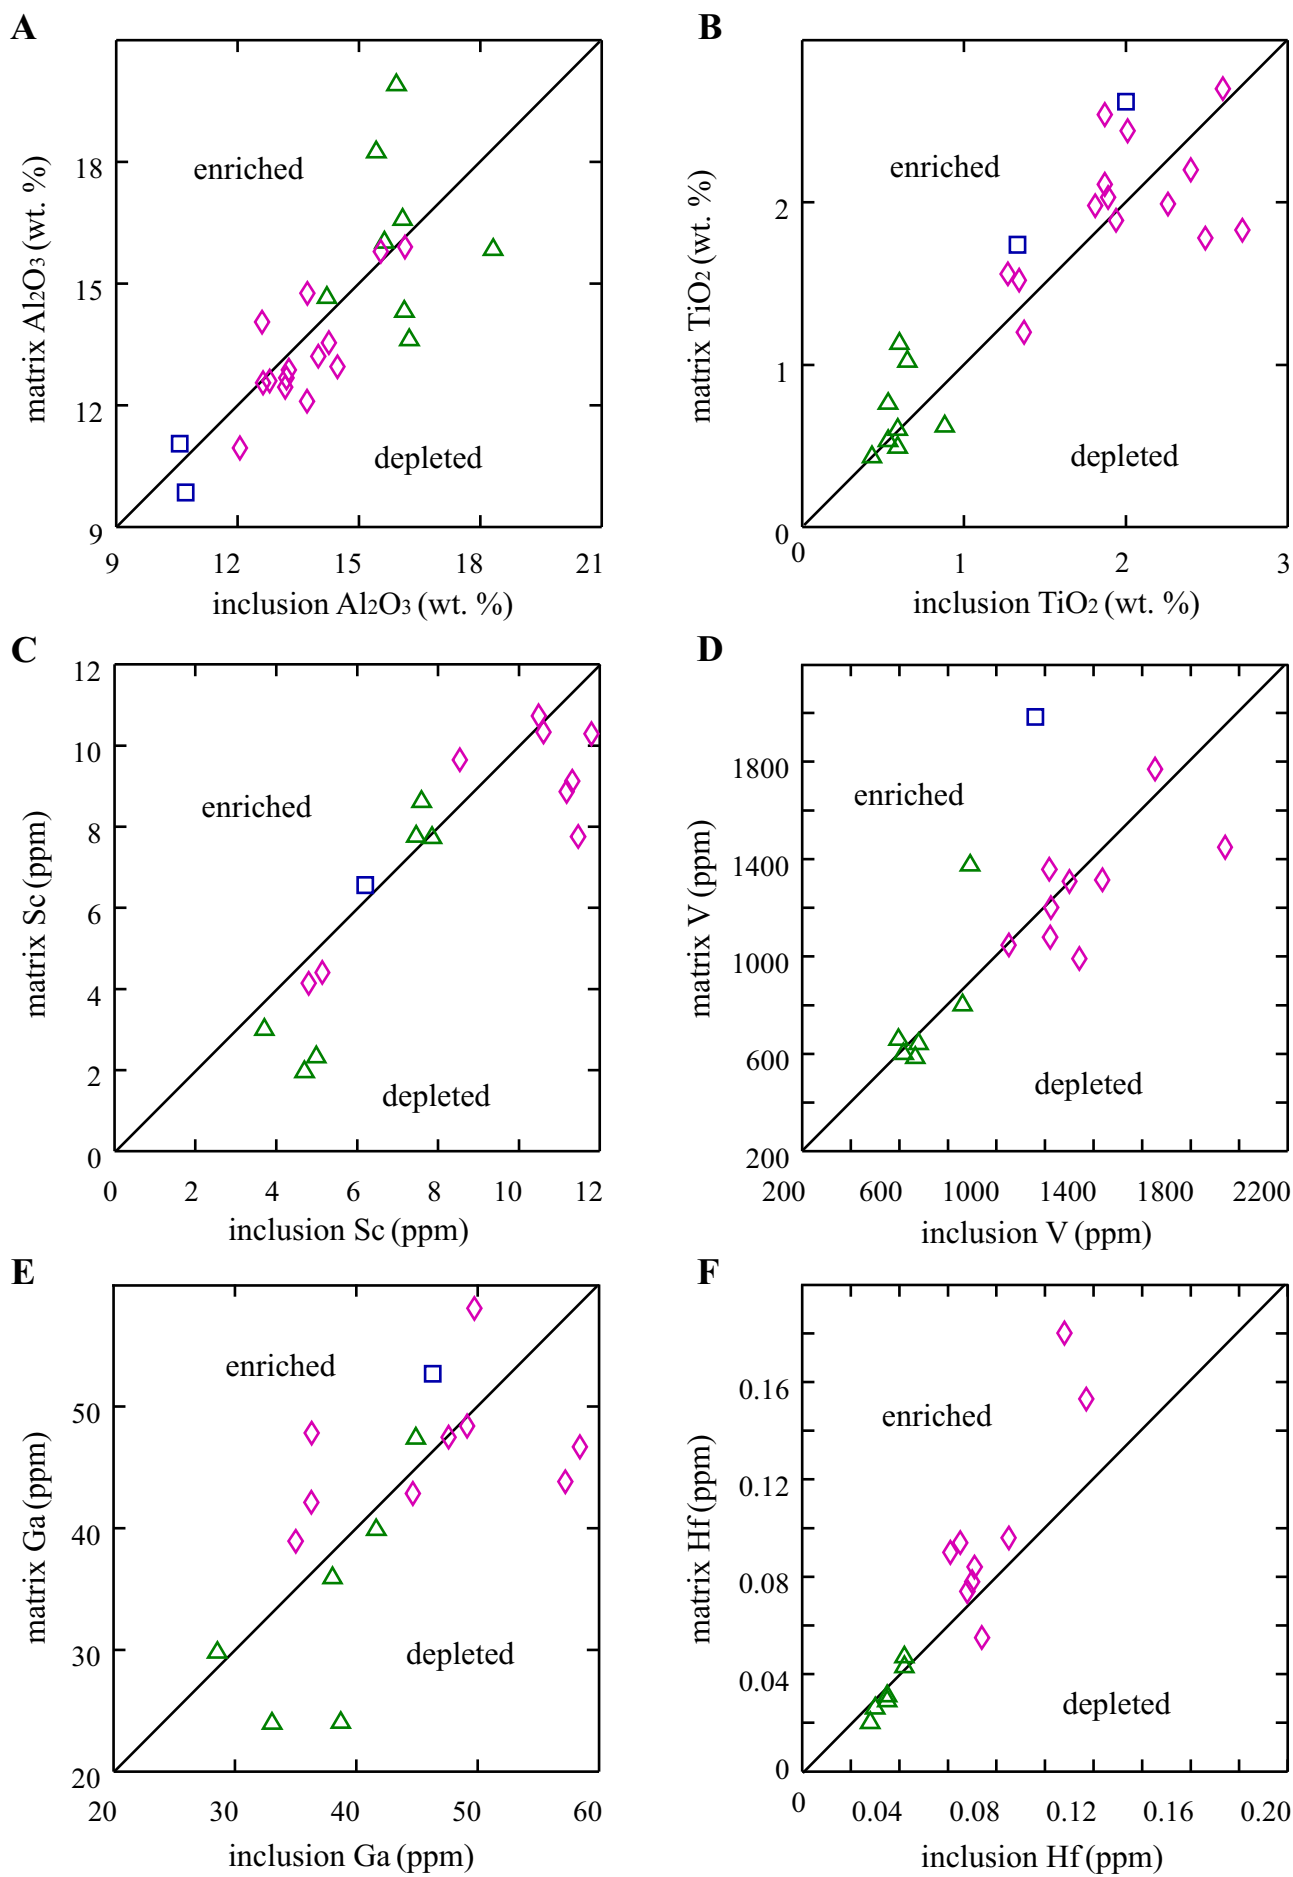 A
matrix Al2O3 (wt. %)
18
15
12
9
enriched
depleted
9 12 15 18 21
inclusion Al2O3 (wt. %)
B
matrix TiO2 (wt. %)
2
1
0
enriched
depleted
0 1 2 3
inclusion TiO2 (wt. %)
C
matrix Sc (ppm)
12
10
8
6
4
2
0
enriched
depleted
0 2 4 6 8 10 12
inclusion Sc (ppm)
D
matrix V (ppm)
1800
1400
1000
600
200
enriched
depleted
200 600 1000 1400 1800 2200
inclusion V (ppm)
E
matrix Ga (ppm)
50
40
30
20
enriched
depleted
20 30 40 50 60
inclusion Ga (ppm)
F
matrix Hf (ppm)
0.16
0.12
0.08
0.04
0
enriched
depleted
0 0.04 0.08 0.12 0.16 0.20
inclusion Hf (ppm)